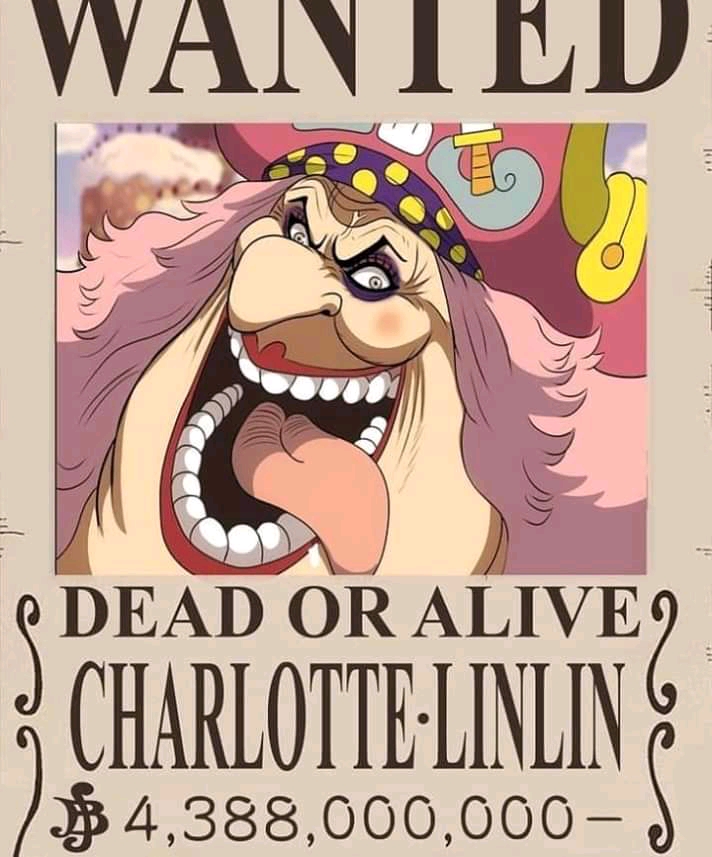 WANTED
DEAD OR ALIVE
CHARLOTTE·LINLIN
฿ 4,388,000,000–